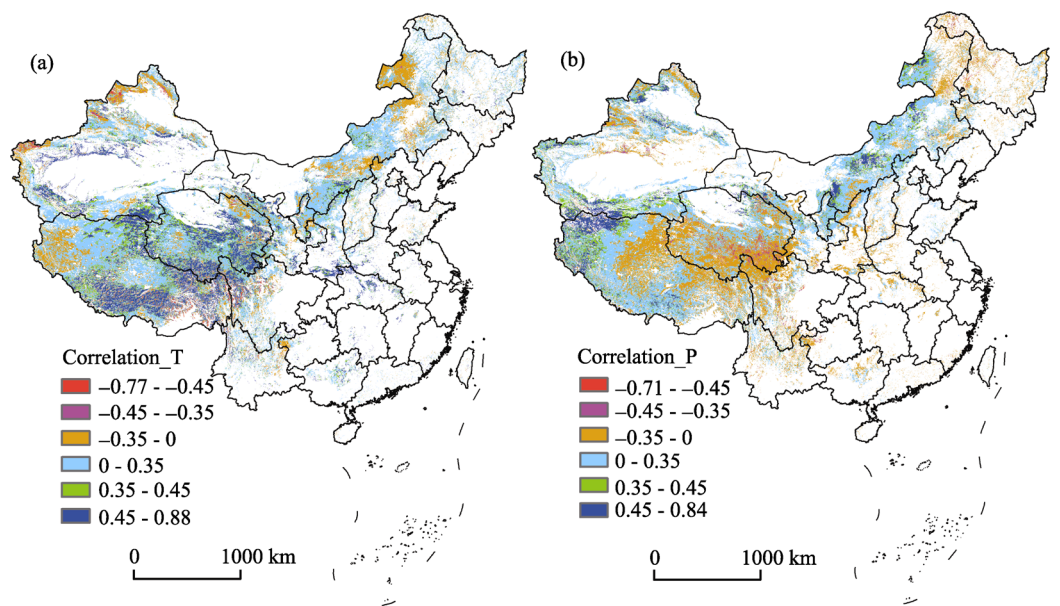 (a)
Correlation_T
–0.77 - –0.45
–0.45 - –0.35
–0.35 - 0
0 - 0.35
0.35 - 0.45
0.45 - 0.88
0 1000 km
(b)
Correlation_P
–0.71 - –0.45
–0.45 - –0.35
–0.35 - 0
0 - 0.35
0.35 - 0.45
0.45 - 0.84
0 1000 km